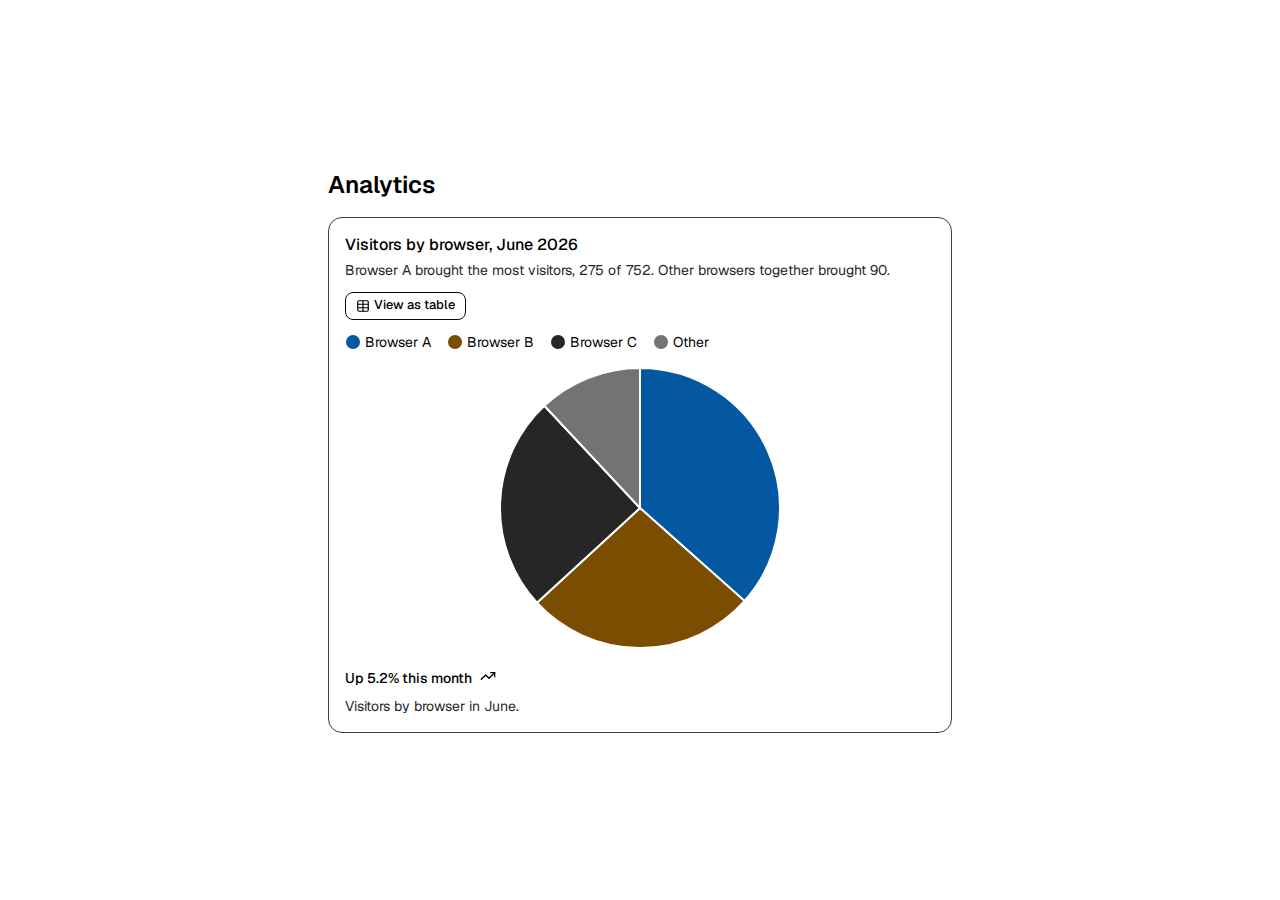 Analytics
Visitors by browser, June 2026
Browser A brought the most visitors, 275 of 752. Other browsers together brought 90.
View as table
Browser A Browser B Browser C Other
Up 5.2% this month
Visitors by browser in June.